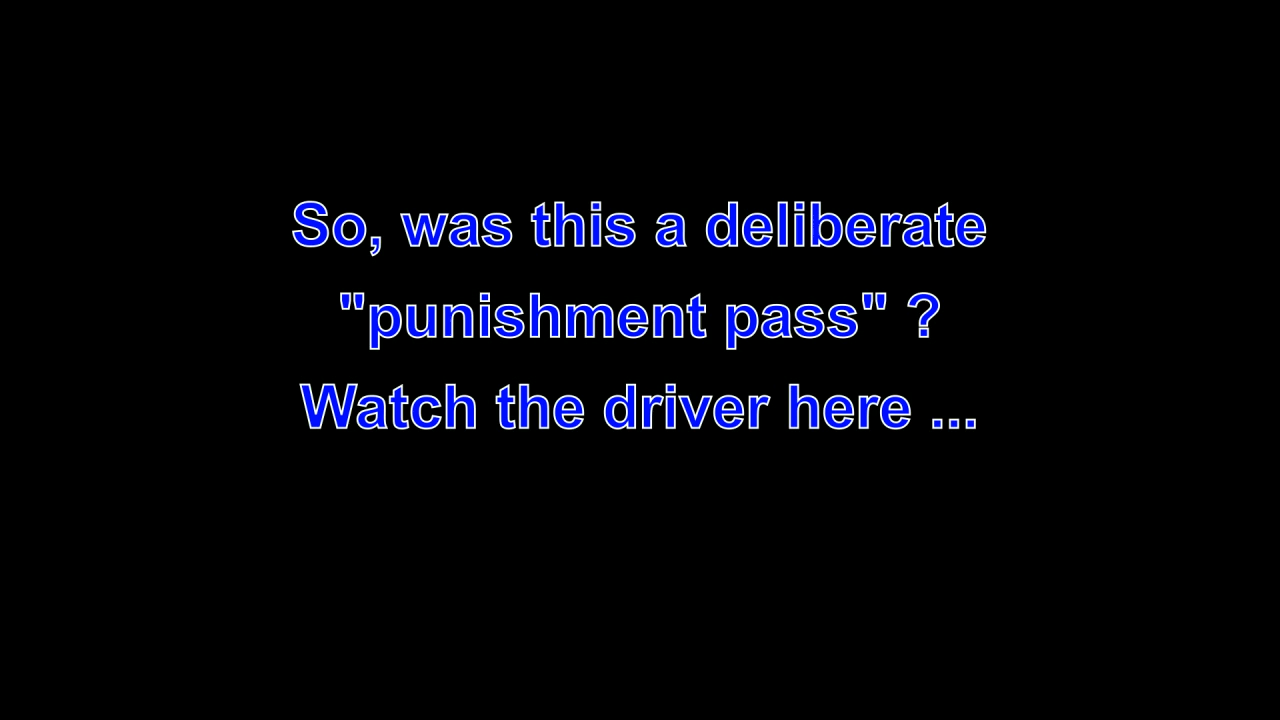 So, was this a deliberate
"punishment pass" ?
Watch the driver here ...